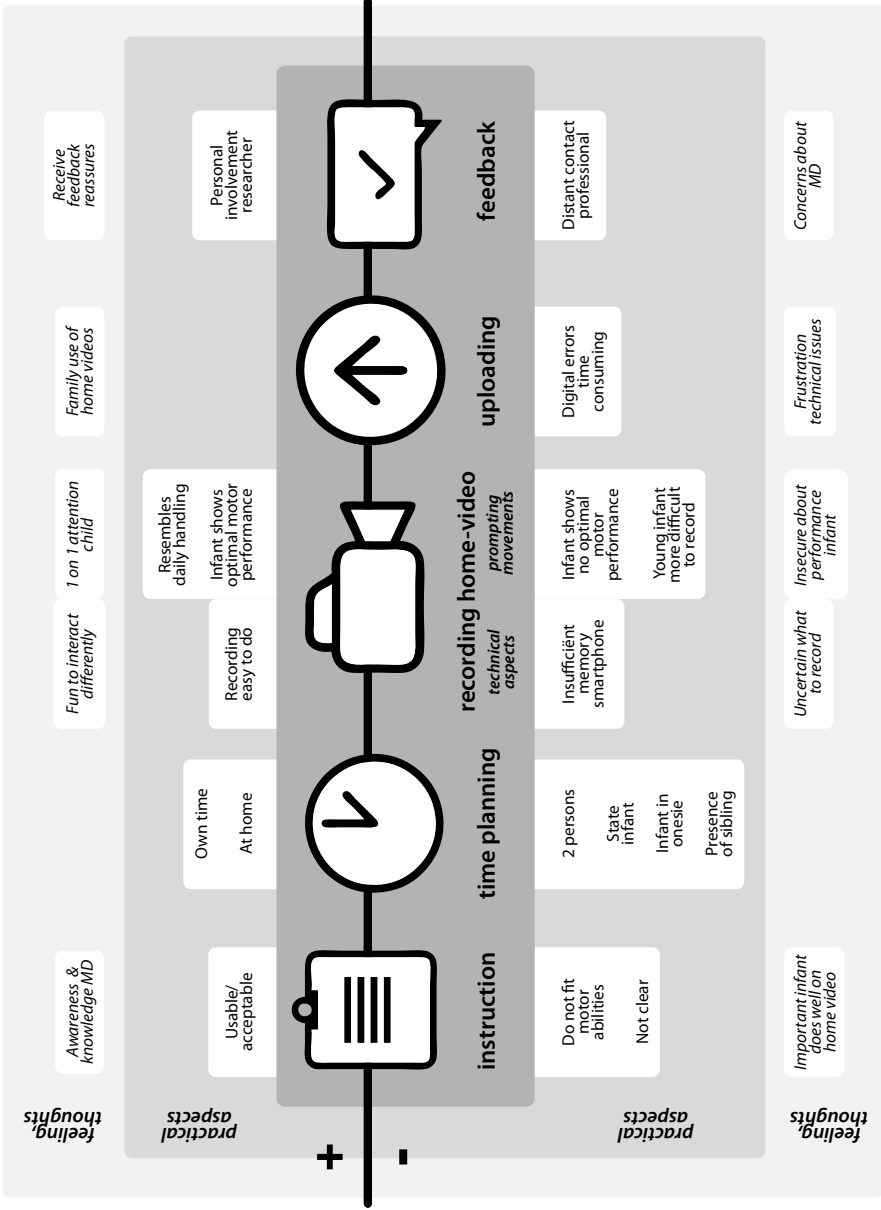 feeling,
thoughts
Awareness &
knowledge MD
Fun to interact
differently
1 on 1 attention
child
Family use of
home videos
Receive
feedback
reassures
practical
aspects
Usable/
acceptable
Own time
At home
Recording
easy to do
Resembles
daily handling
Infant shows
optimal motor
performance
Personal
involvement
researcher
+
-
instruction
time planning
recording home-video
technical
aspects
prompting
movements
uploading
feedback
practical
aspects
Do not fit
motor
abilities
Not clear
2 persons
State
infant
Infant in
onesie
Presence
of sibling
Insufficiënt
memory
smartphone
Infant shows
no optimal
motor
performance
Young infant
more difficult
to record
Digital errors
time
consuming
Distant contact
professional
feeling,
thoughts
Important infant
does well on
home video
Uncertain what
to record
Insecure about
performance
infant
Frustration
technical issues
Concerns about
MD